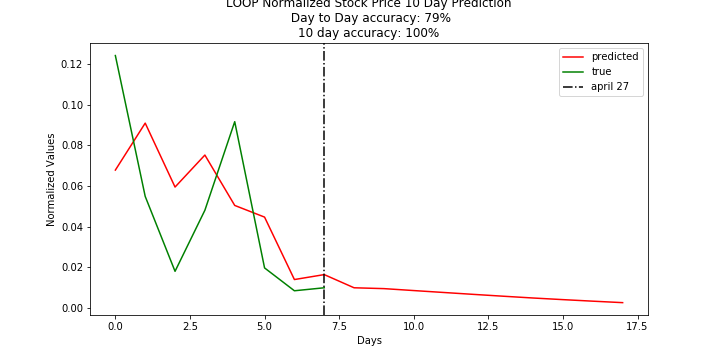 LOOP Normalized Stock Price 10 Day Prediction
Day to Day accuracy: 79%
10 day accuracy: 100%
predicted
true
april 27
Normalized Values
0.12
0.10
0.08
0.06
0.04
0.02
0.00
0.0 2.5 5.0 7.5 10.0 12.5 15.0 17.5
Days